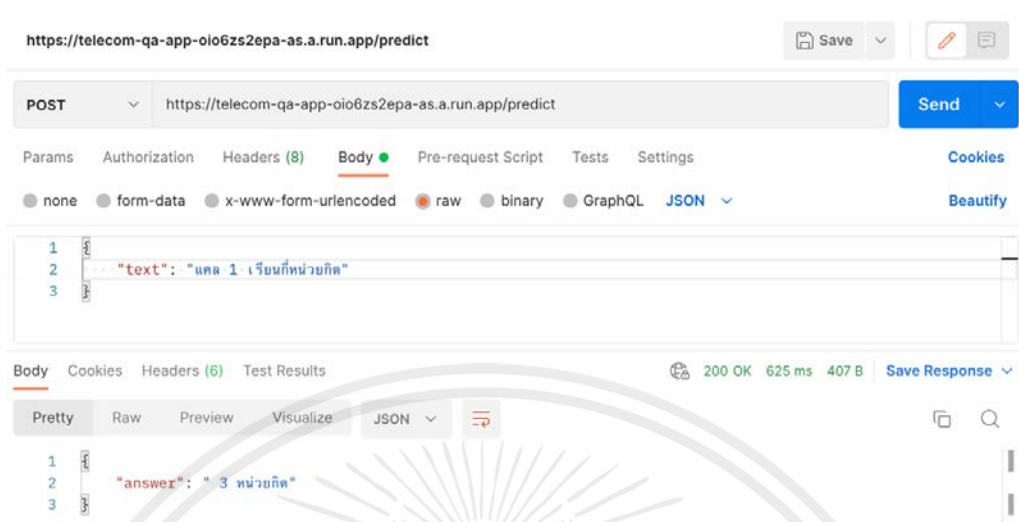 https://telecom-qa-app-oio6zs2epa-as.a.run.app/predict Save
POST https://telecom-qa-app-oio6zs2epa-as.a.run.app/predict Send
Params Authorization Headers (8) Body Pre-request Script Tests Settings Cookies
none form-data x-www-form-urlencoded raw binary GraphQL JSON Beautify
1 {
2 "text": "แคล 1 เรียนกี่หน่วยกิต"
3 }
Body Cookies Headers (6) Test Results 200 OK 625 ms 407 B Save Response
Pretty Raw Preview Visualize JSON
1 {
2 "answer": " 3 หน่วยกิต"
3 }